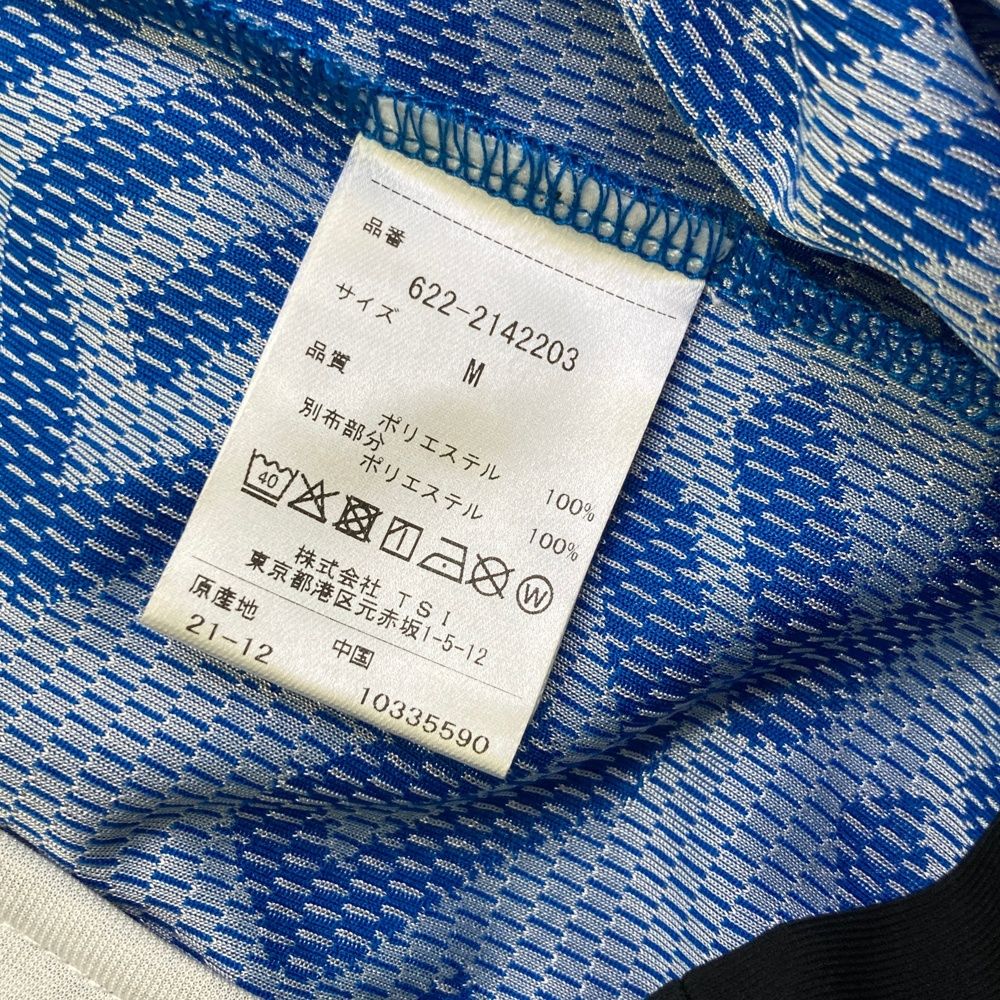 品番
622-2142203
サイズ
M
品質
ポリエステル 100%
別布部分
ポリエステル 100%
40
W
株式会社 TSI
東京都港区元赤坂1-5-12
原産地 中国
21-12 10335590